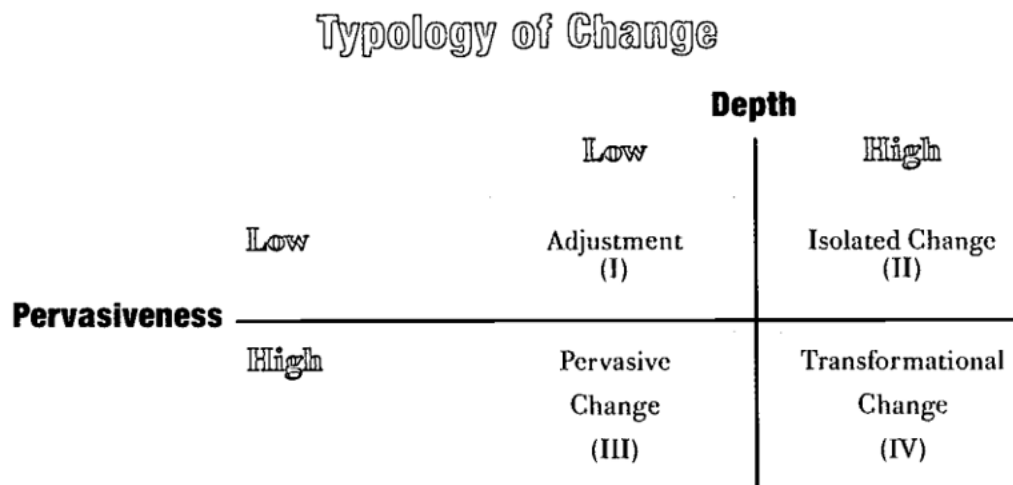 Typology of Change
Depth
Low High
Low Adjustment Isolated Change
(I) (II)
Pervasiveness
High Pervasive Transformational
Change Change
(III) (IV)